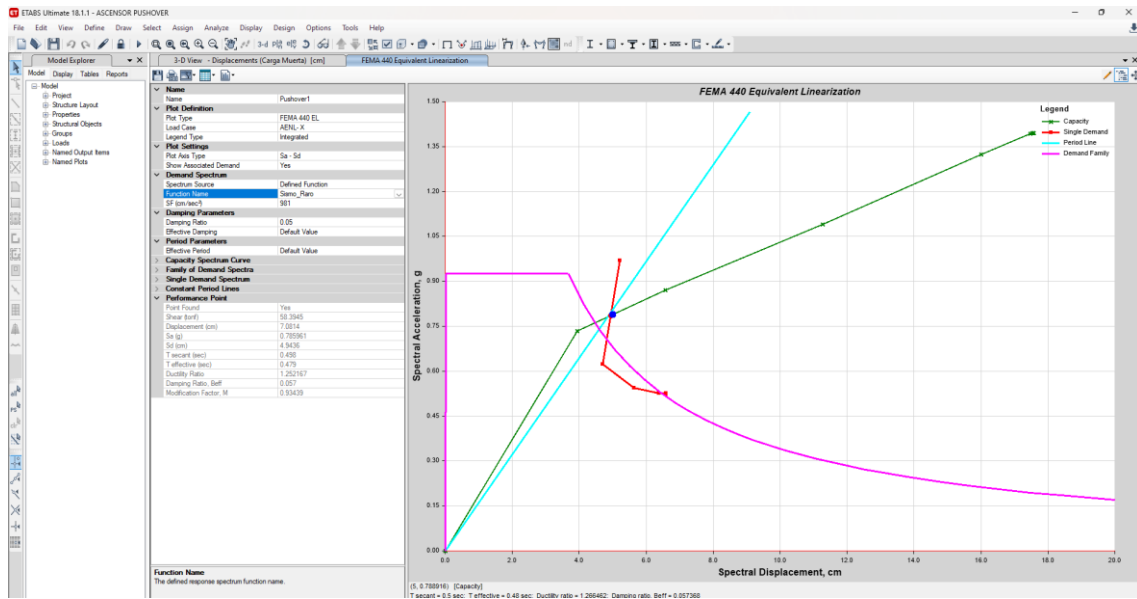 ETABS Ultimate 18.1.1 - ASCENSOR PUSHOVER
File Edit View Define Draw Select Assign Analyze Display Design Options Tools Help
Model Explorer
3-D View - Displacements (Carga Muerta) [cm]
FEMA 440 Equivalent Linearization
Model Display Tables Reports
Model
Project
Structure Layout
Properties
Structural Objects
Groups
Loads
Named Output Items
Named Plots
Name
Name Pushover1
Plot Definition
Plot Type FEMA 440 EL
Load Case AENL- X
Legend Type Integrated
Plot Settings
Plot Axis Type Sa - Sd
Show Associated Demand Yes
Demand Spectrum
Spectrum Source Defined Function
Function Name Sismo_Raro
SF (cm/sec²) 981
Damping Parameters
Damping Ratio 0.05
Effective Damping Default Value
Period Parameters
Effective Period Default Value
Capacity Spectrum Curve
Family of Demand Spectra
Single Demand Spectrum
Constant Period Lines
Performance Point
Point Found Yes
Shear (tonf) 58.3945
Displacement (cm) 7.0814
Sa (g) 0.785961
Sd (cm) 4.9436
T secant (sec) 0.498
T effective (sec) 0.479
Ductility Ratio 1.252167
Damping Ratio, Beff 0.057
Modification Factor, M 0.93439
Function Name
The defined response spectrum function name.
FEMA 440 Equivalent Linearization
Legend
Capacity
Single Demand
Period Line
Demand Family
Spectral Acceleration, g
1.50
1.35
1.20
1.05
0.90
0.75
0.60
0.45
0.30
0.15
0.00
0.0 2.0 4.0 6.0 8.0 10.0 12.0 14.0 16.0 18.0 20.0
Spectral Displacement, cm
(5, 0.788916) [Capacity]
T secant = 0.5 sec; T effective = 0.48 sec; Ductility ratio = 1.266462; Damping ratio, Beff = 0.057368